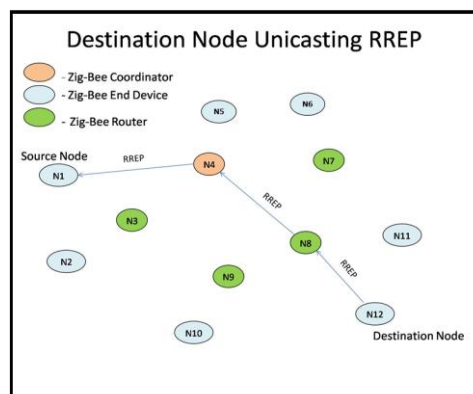 Destination Node Unicasting RREP
- Zig-Bee Coordinator
- Zig-Bee End Device
- Zig-Bee Router
N5
N6
Source Node
RREP
N4
N7
N1
RREP
N3
N8
N11
N2
N9
RREP
N12
N10
Destination Node